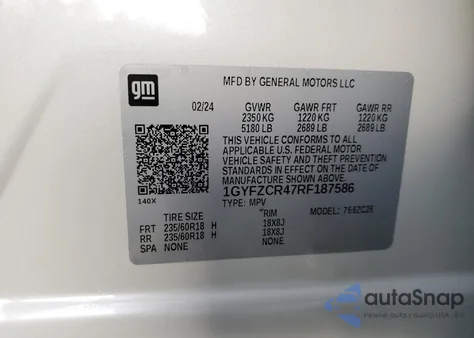 gm
MFD BY GENERAL MOTORS LLC
02/24 GVWR GAWR FRT GAWR RR
2350 KG 1220 KG 1220 KG
5180 LB 2689 LB 2689 LB
THIS VEHICLE CONFORMS TO ALL
APPLICABLE U.S. FEDERAL MOTOR
VEHICLE SAFETY AND THEFT PREVENTION
STANDARDS IN EFFECT ON THE DATE OF
MANUFACTURE SHOWN ABOVE.
1GYFZCR47RF187586
140X TYPE: MPV
TIRE SIZE RIM MODEL:
FRT 235/60R18 H 18X8J
RR 235/60R18 H 18X8J
SPA NONE NONE
autoSnap